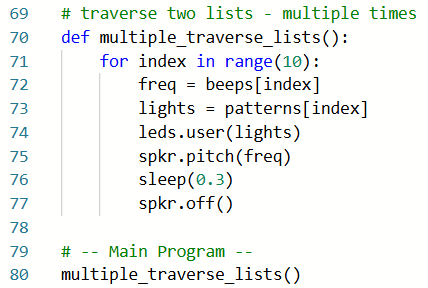 69 # traverse two lists - multiple times
70 def multiple_traverse_lists():
71     for index in range(10):
72         freq = beeps[index]
73         lights = patterns[index]
74         leds.user(lights)
75         spkr.pitch(freq)
76         sleep(0.3)
77         spkr.off()
78
79 # -- Main Program --
80 multiple_traverse_lists()